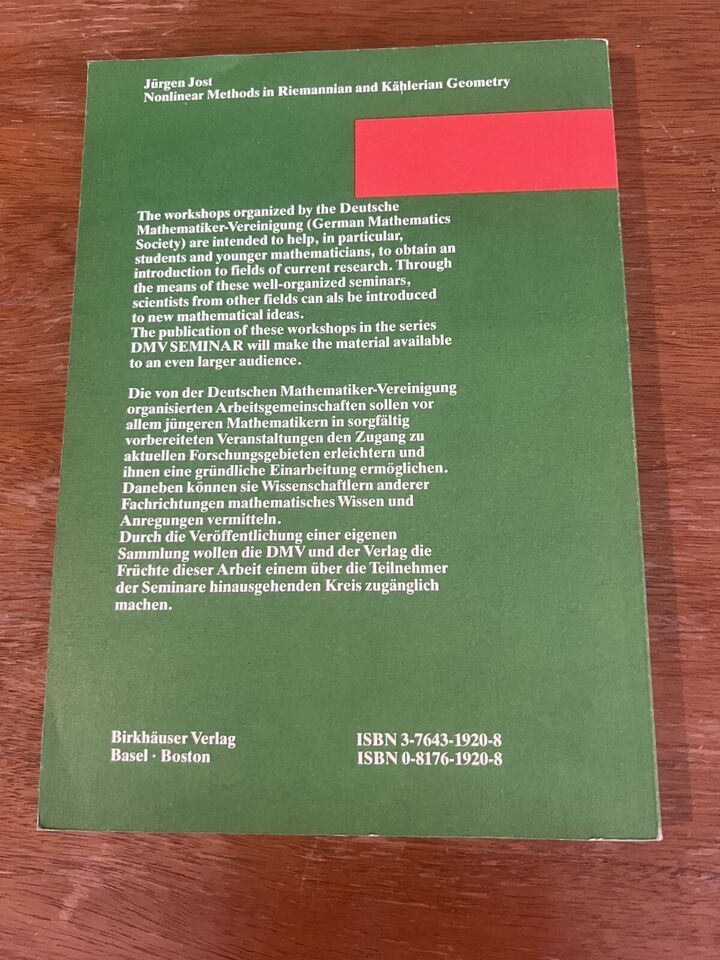 Jürgen Jost
Nonlinear Methods in Riemannian and Kählerian Geometry
The workshops organized by the Deutsche
Mathematiker-Vereinigung (German Mathematics
Society) are intended to help, in particular,
students and younger mathematicians, to obtain an
introduction to fields of current research. Through
the means of these well-organized seminars,
scientists from other fields can als be introduced
to new mathematical ideas.
The publication of these workshops in the series
DMV SEMINAR will make the material available
to an even larger audience.
Die von der Deutschen Mathematiker-Vereinigung
organisierten Arbeitsgemeinschaften sollen vor
allem jüngeren Mathematikern in sorgfältig
vorbereiteten Veranstaltungen den Zugang zu
aktuellen Forschungsgebieten erleichtern und
ihnen eine gründliche Einarbeitung ermöglichen.
Daneben können sie Wissenschaftlern anderer
Fachrichtungen mathematisches Wissen und
Anregungen vermitteln.
Durch die Veröffentlichung einer eigenen
Sammlung wollen die DMV und der Verlag die
Früchte dieser Arbeit einem über die Teilnehmer
der Seminare hinausgehenden Kreis zugänglich
machen.
Birkhäuser Verlag
Basel · Boston
ISBN 3-7643-1920-8
ISBN 0-8176-1920-8